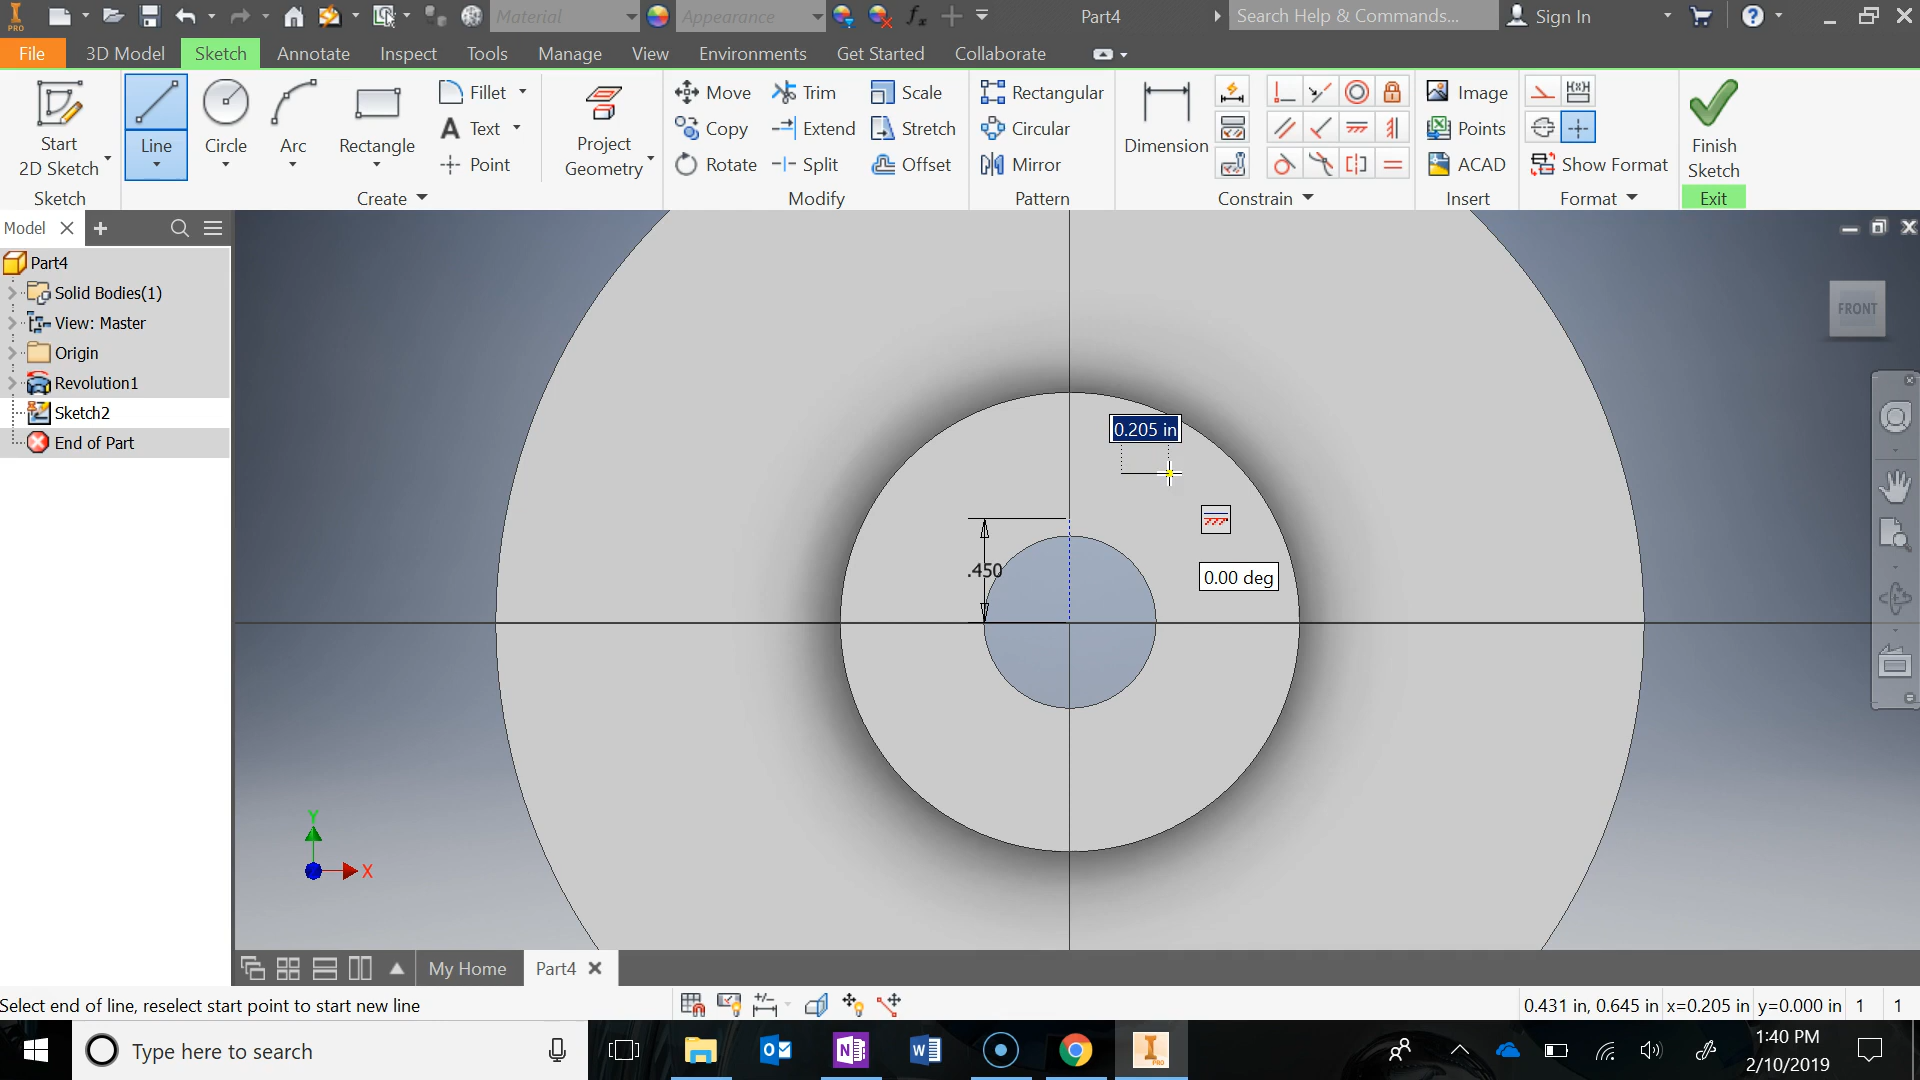 PRO
Material
Appearance
Part4
Search Help & Commands...
Sign In
File
3D Model
Sketch
Annotate
Inspect
Tools
Manage
View
Environments
Get Started
Collaborate
Start
2D Sketch
Sketch
Line
Circle
Arc
Rectangle
Fillet
Text
Point
Create
Project
Geometry
Move
Trim
Scale
Copy
Extend
Stretch
Rotate
Split
Offset
Modify
Rectangular
Circular
Mirror
Pattern
Dimension
Constrain
Image
Points
ACAD
Insert
Show Format
Format
Finish
Sketch
Exit
Model
Part4
Solid Bodies(1)
View: Master
Origin
Revolution1
Sketch2
End of Part
FRONT
0.205 in
.450
0.00 deg
Y
X
My Home
Part4
Select end of line, reselect start point to start new line
0.431 in, 0.645 in
x=0.205 in
y=0.000 in
1
1
Type here to search
1:40 PM
2/10/2019